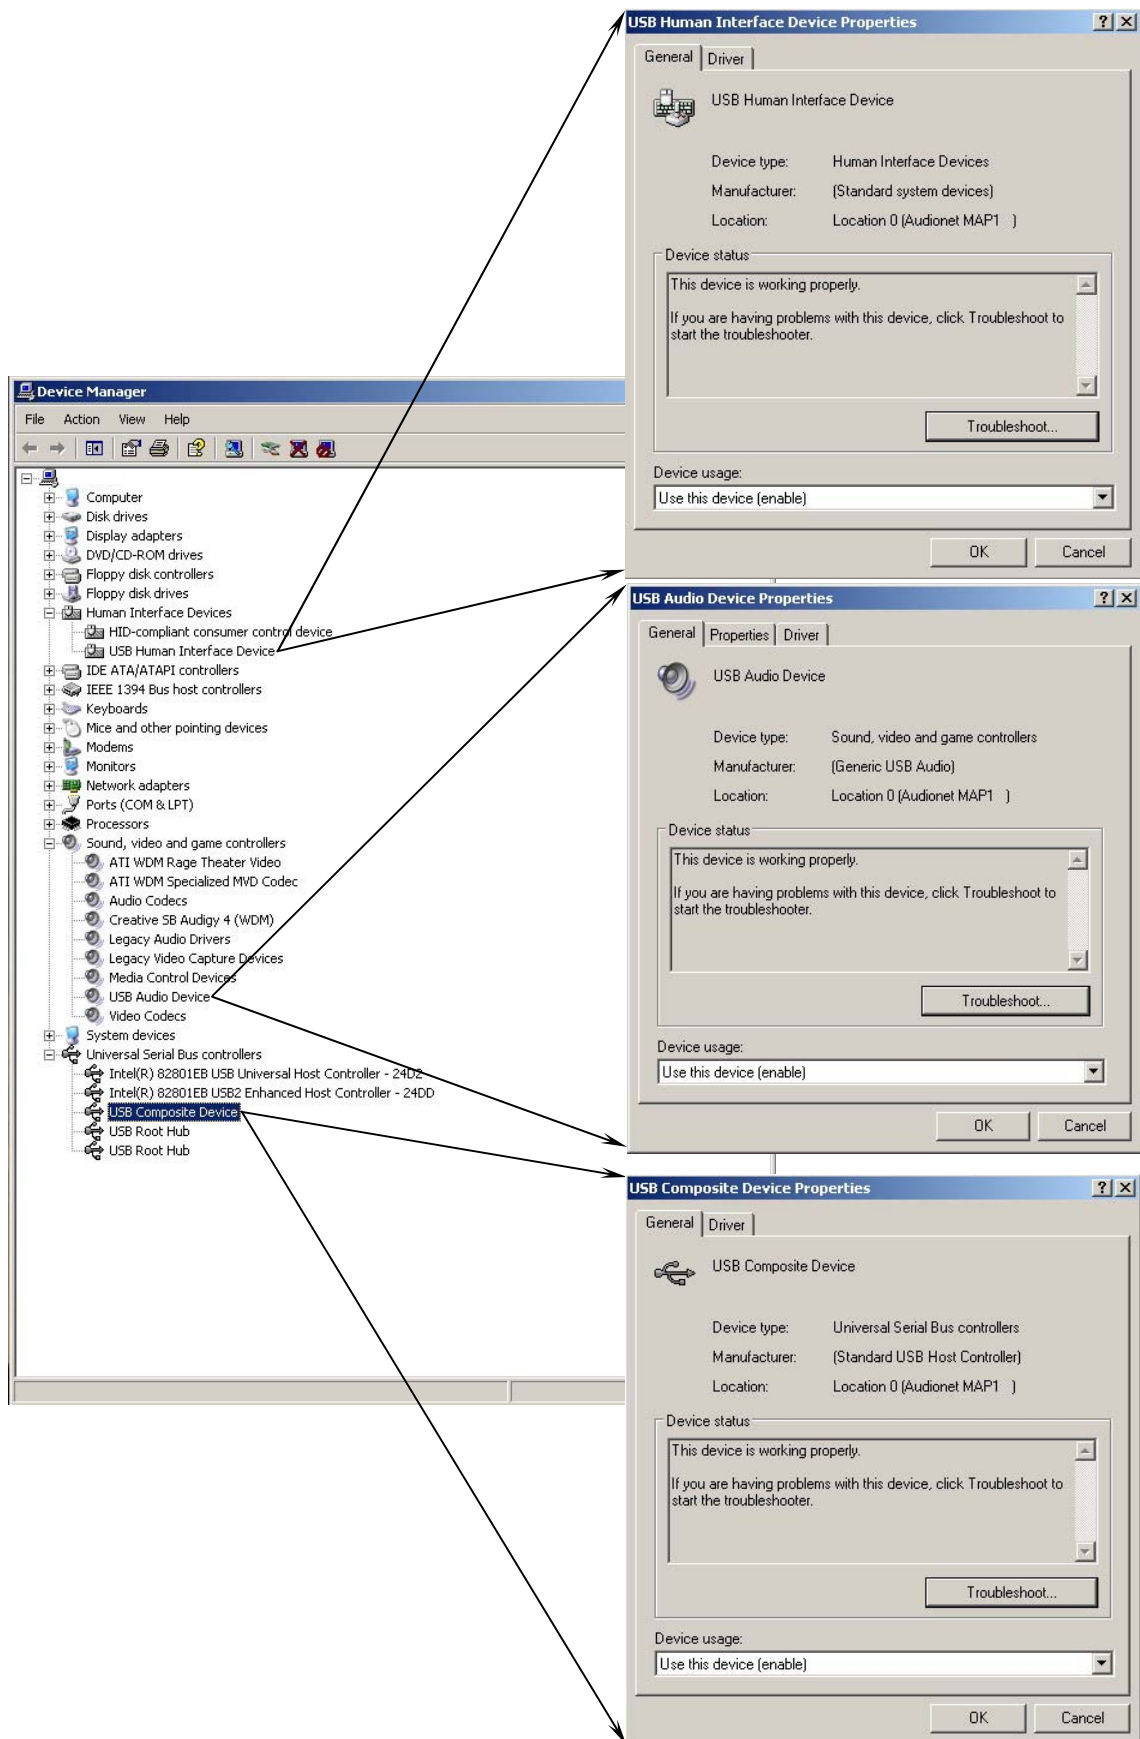 USB Human Interface Device Properties
General Driver
USB Human Interface Device
Device type: Human Interface Devices
Manufacturer: (Standard system devices)
Location: Location 0 (Audionet MAP1 )
Device status
This device is working properly.
If you are having problems with this device, click Troubleshoot to
start the troubleshooter.
Troubleshoot...
Device usage:
Use this device (enable)
OK Cancel
Device Manager
File Action View Help
Computer
Disk drives
Display adapters
DVD/CD-ROM drives
Floppy disk controllers
Floppy disk drives
Human Interface Devices
HID-compliant consumer control device
USB Human Interface Device
IDE ATA/ATAPI controllers
IEEE 1394 Bus host controllers
Keyboards
Mice and other pointing devices
Modems
Monitors
Network adapters
Ports (COM & LPT)
Processors
Sound, video and game controllers
ATI WDM Rage Theater Video
ATI WDM Specialized MVD Codec
Audio Codecs
Creative SB Audigy 4 (WDM)
Legacy Audio Drivers
Legacy Video Capture Devices
Media Control Devices
USB Audio Device
Video Codecs
System devices
Universal Serial Bus controllers
Intel(R) 82801EB USB Universal Host Controller - 24D2
Intel(R) 82801EB USB2 Enhanced Host Controller - 24DD
USB Composite Device
USB Root Hub
USB Root Hub
USB Audio Device Properties
General Properties Driver
USB Audio Device
Device type: Sound, video and game controllers
Manufacturer: (Generic USB Audio)
Location: Location 0 (Audionet MAP1 )
Device status
This device is working properly.
If you are having problems with this device, click Troubleshoot to
start the troubleshooter.
Troubleshoot...
Device usage:
Use this device (enable)
OK Cancel
USB Composite Device Properties
General Driver
USB Composite Device
Device type: Universal Serial Bus controllers
Manufacturer: (Standard USB Host Controller)
Location: Location 0 (Audionet MAP1 )
Device status
This device is working properly.
If you are having problems with this device, click Troubleshoot to
start the troubleshooter.
Troubleshoot...
Device usage:
Use this device (enable)
OK Cancel